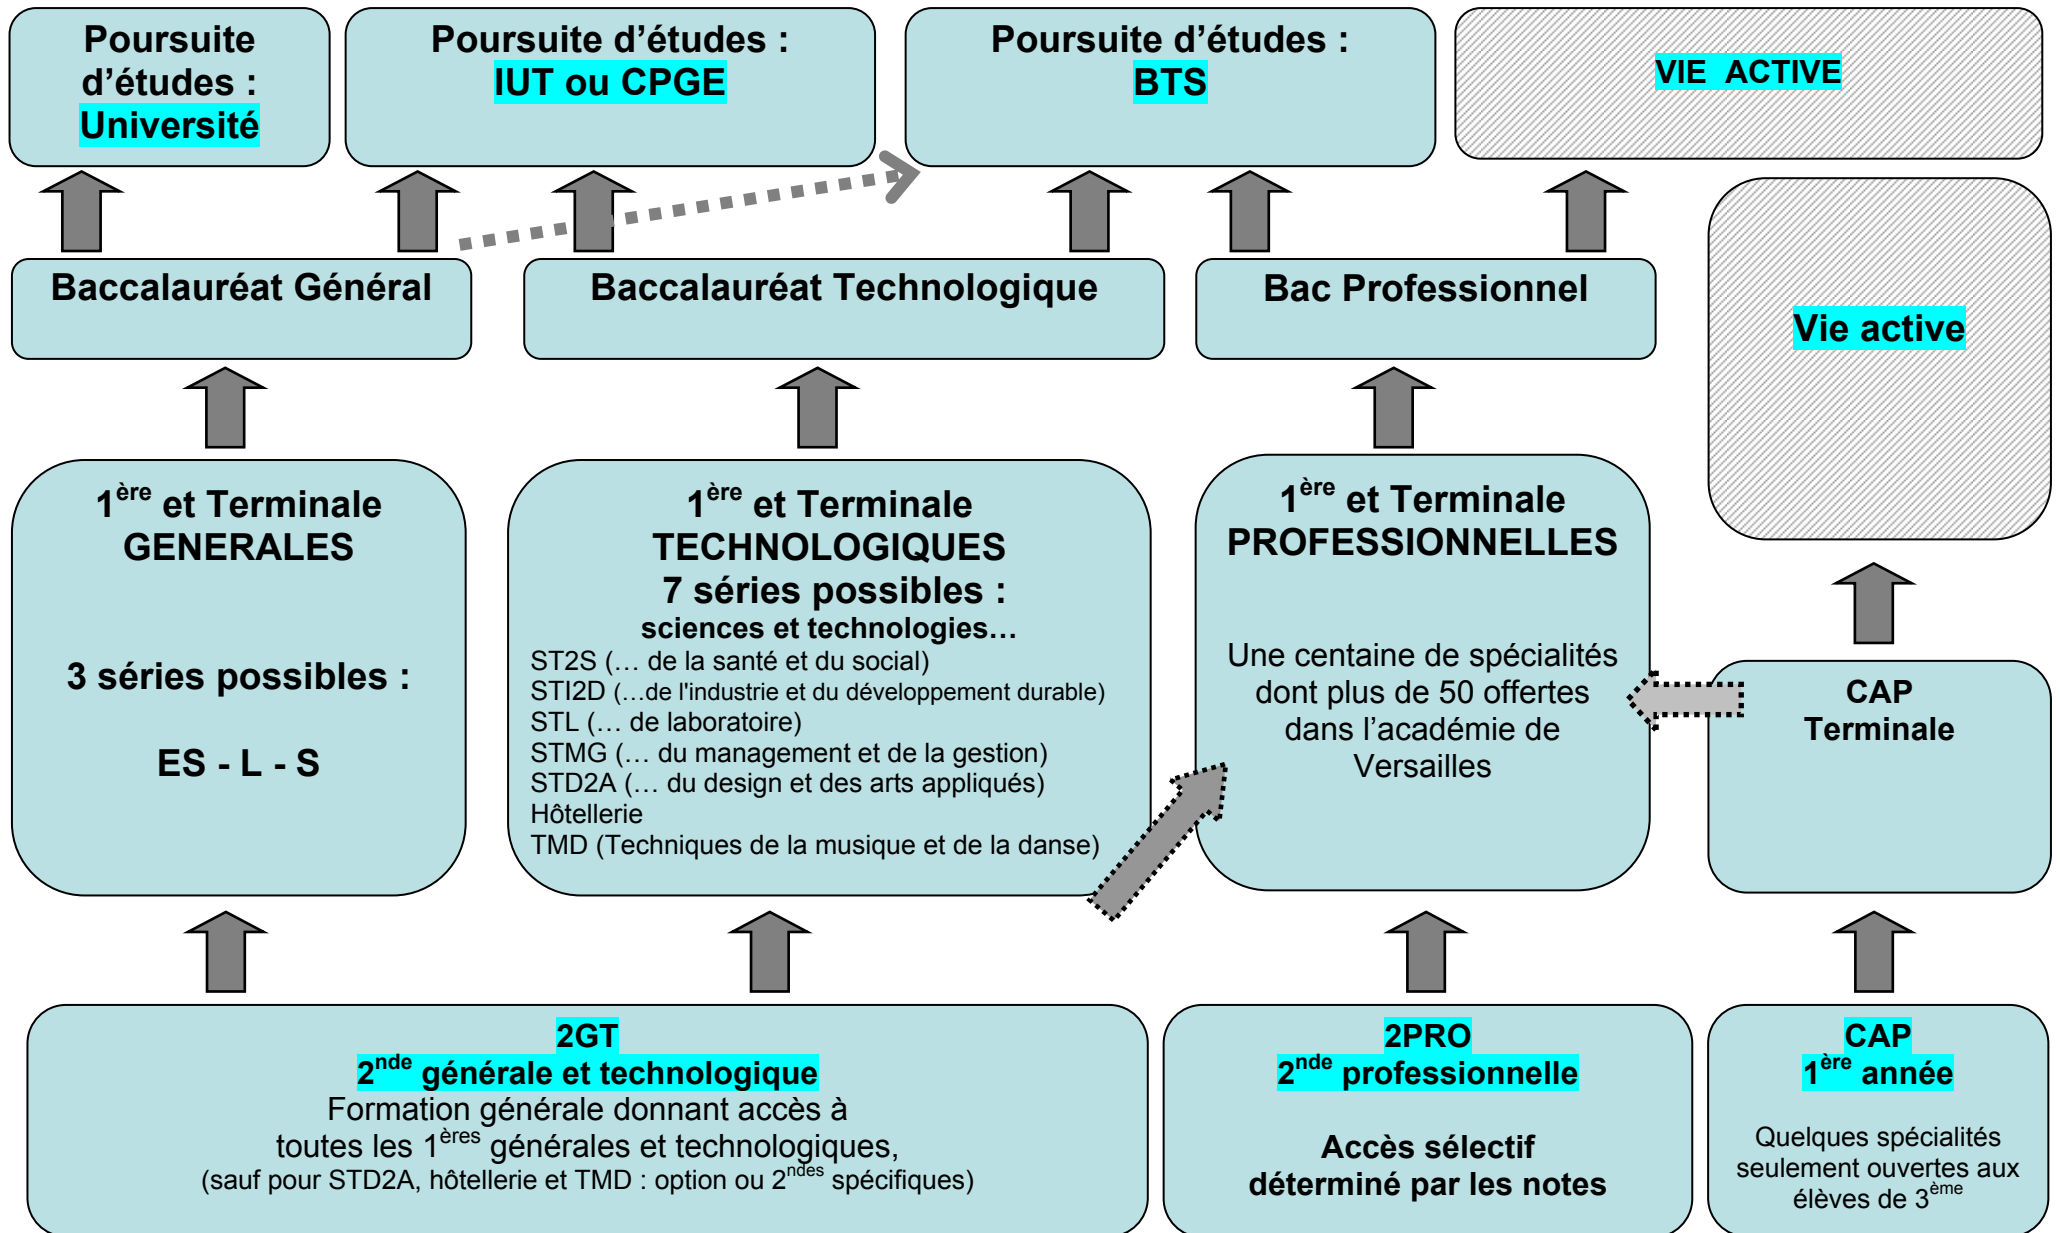 Poursuite
d’études :
Université
Poursuite d’études :
IUT ou CPGE
Poursuite d’études :
BTS
VIE ACTIVE
Baccalauréat Général
Baccalauréat Technologique
Bac Professionnel
Vie active
1ère et Terminale
GENERALES
3 séries possibles :
ES - L - S
1ère et Terminale
TECHNOLOGIQUES
7 séries possibles :
sciences et technologies…
ST2S (… de la santé et du social)
STI2D (…de l'industrie et du développement durable)
STL (… de laboratoire)
STMG (… du management et de la gestion)
STD2A (… du design et des arts appliqués)
Hôtellerie
TMD (Techniques de la musique et de la danse)
1ère et Terminale
PROFESSIONNELLES
Une centaine de spécialités
dont plus de 50 offertes
dans l’académie de
Versailles
CAP
Terminale
2GT
2nde générale et technologique
Formation générale donnant accès à
toutes les 1ères générales et technologiques,
(sauf pour STD2A, hôtellerie et TMD : option ou 2ndes spécifiques)
2PRO
2nde professionnelle
Accès sélectif
déterminé par les notes
CAP
1ère année
Quelques spécialités
seulement ouvertes aux
élèves de 3ème